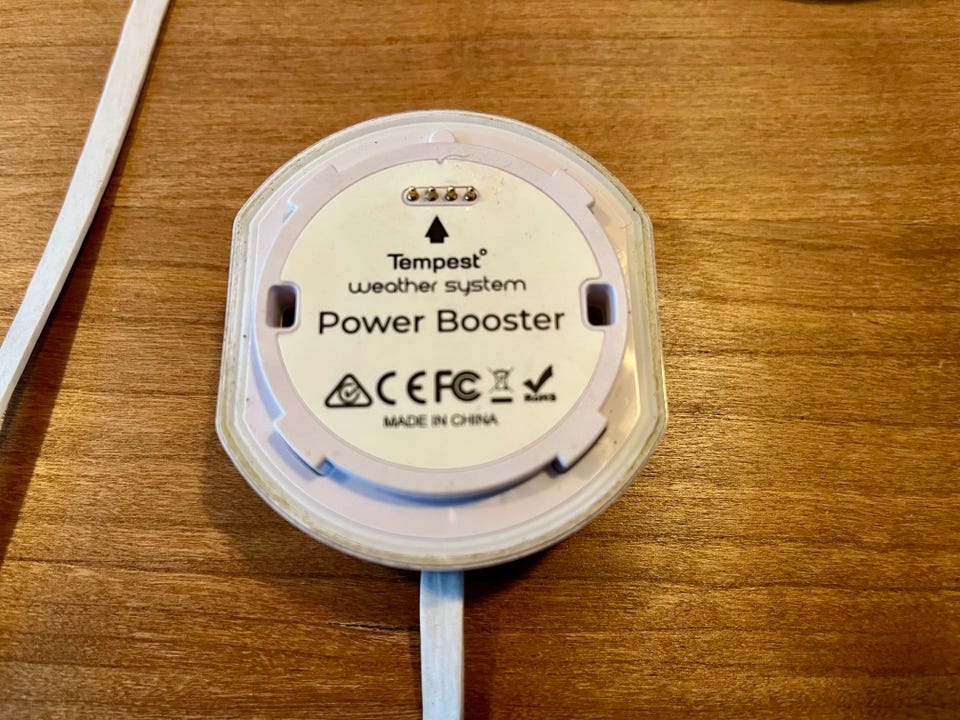 Tempest°
weather system
Power Booster
CE FC RoHS
MADE IN CHINA